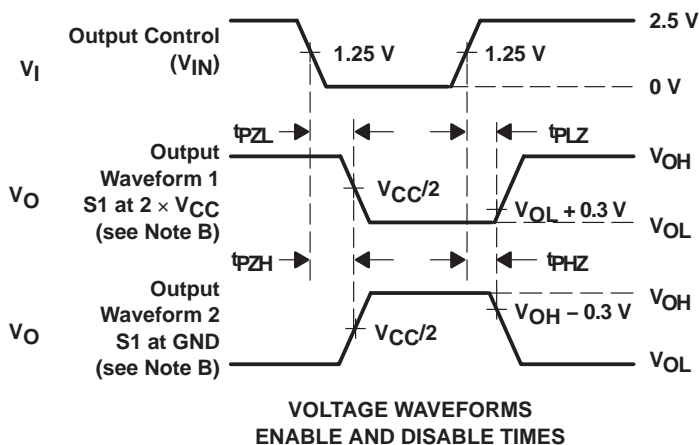 Output Control
(VIN)
VI
1.25 V
1.25 V
2.5 V
0 V
tPZL
tPLZ
Output
Waveform 1
S1 at 2 × VCC
(see Note B)
VO
VCC/2
VOL + 0.3 V
VOH
VOL
tPZH
tPHZ
Output
Waveform 2
S1 at GND
(see Note B)
VO
VCC/2
VOH − 0.3 V
VOH
VOL
VOLTAGE WAVEFORMS
ENABLE AND DISABLE TIMES